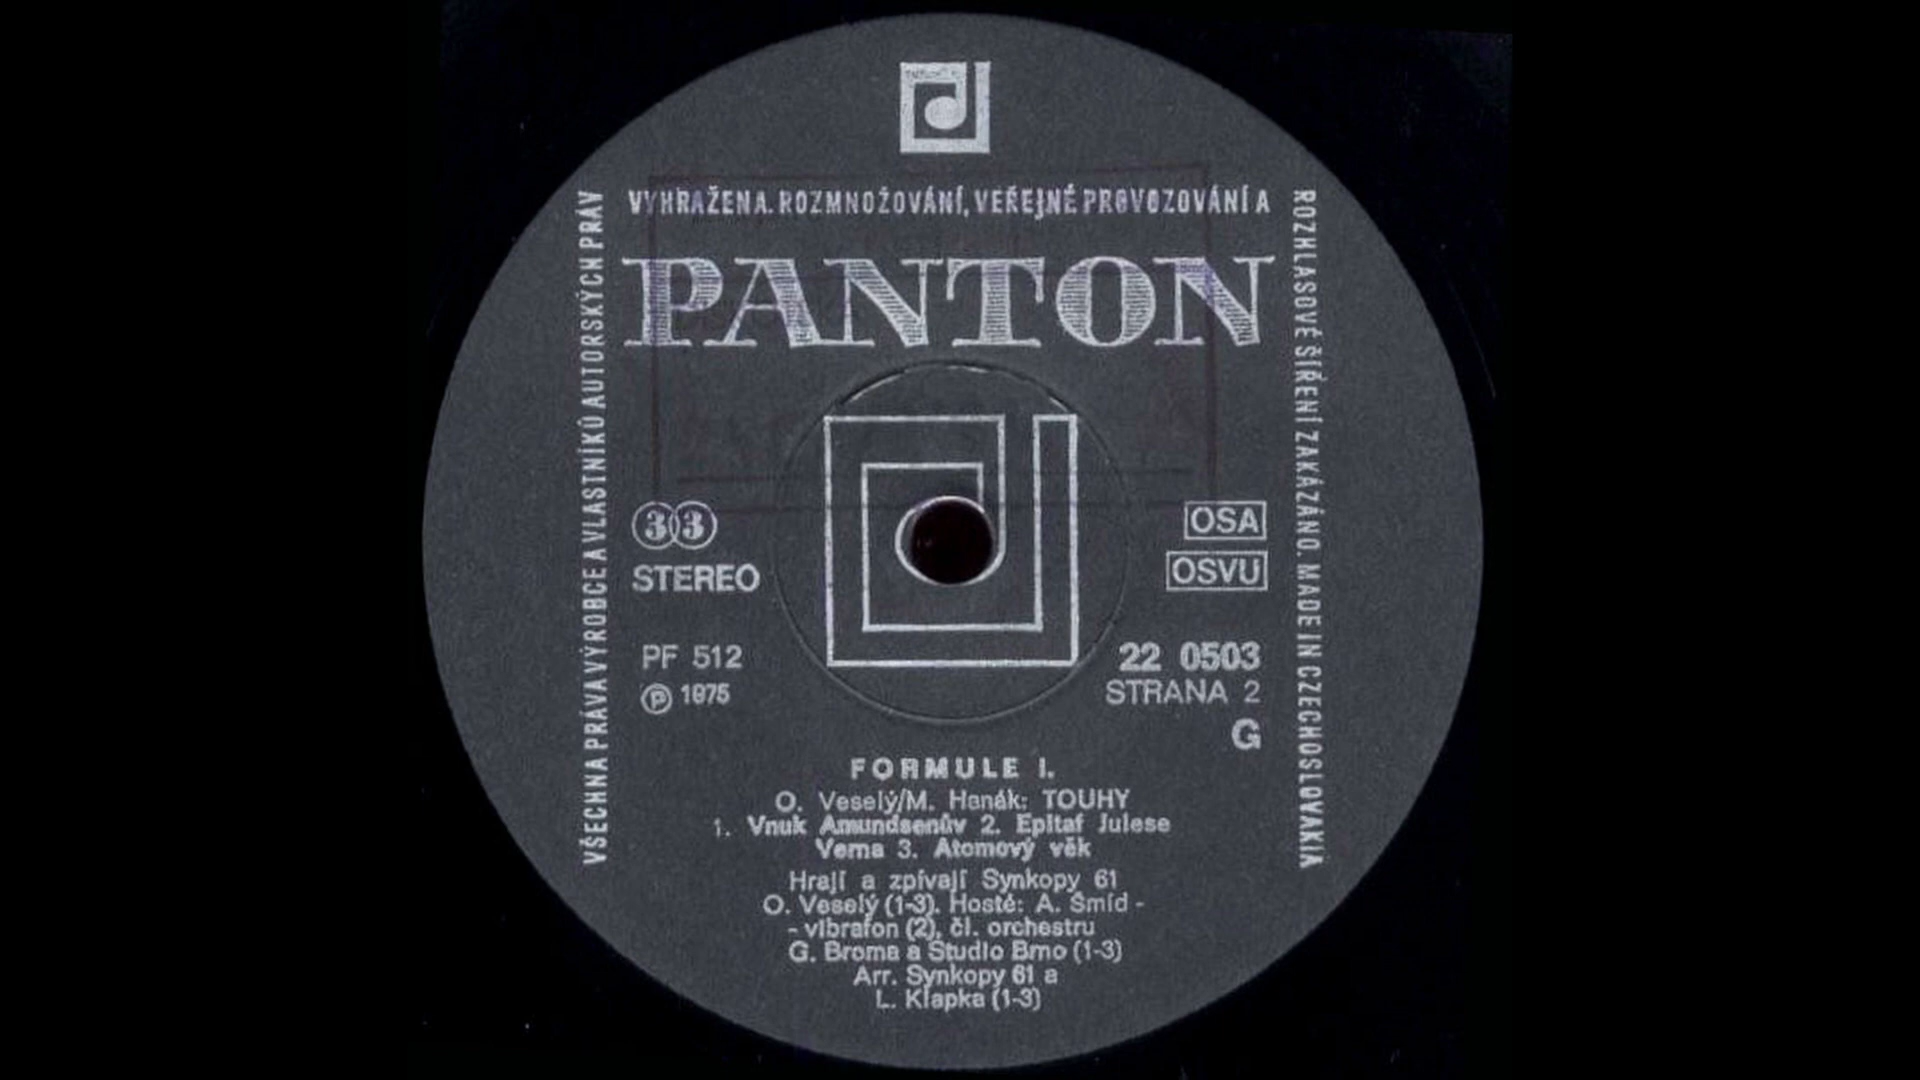 VŠECHNA PRÁVA VÝROBCE A VLASTNÍKŮ AUTORSKÝCH PRÁV
VYHRAŽENA. ROZMNOŽOVÁNÍ, VEŘEJNÉ PROVOZOVÁNÍ A
ROZHLASOVÉ ŠÍŘENÍ ZAKÁZÁNO. MADE IN CZECHOSLOVAKIA
PANTON
33
STEREO
OSA
OSVU
PF 512
℗ 1975
22 0503
STRANA 2
G
FORMULE I.
O. Veselý/M. Hanák: TOUHY
1. Vnuk Amundsenův 2. Epitaf Julese
Verna 3. Atomový věk
Hrají a zpívají Synkopy 61
O. Veselý (1-3). Hosté: A. Šmíd -
- vibrafon (2), čl. orchestru
G. Broma a Studio Brno (1-3)
Arr. Synkopy 61 a
L. Klapka (1-3)